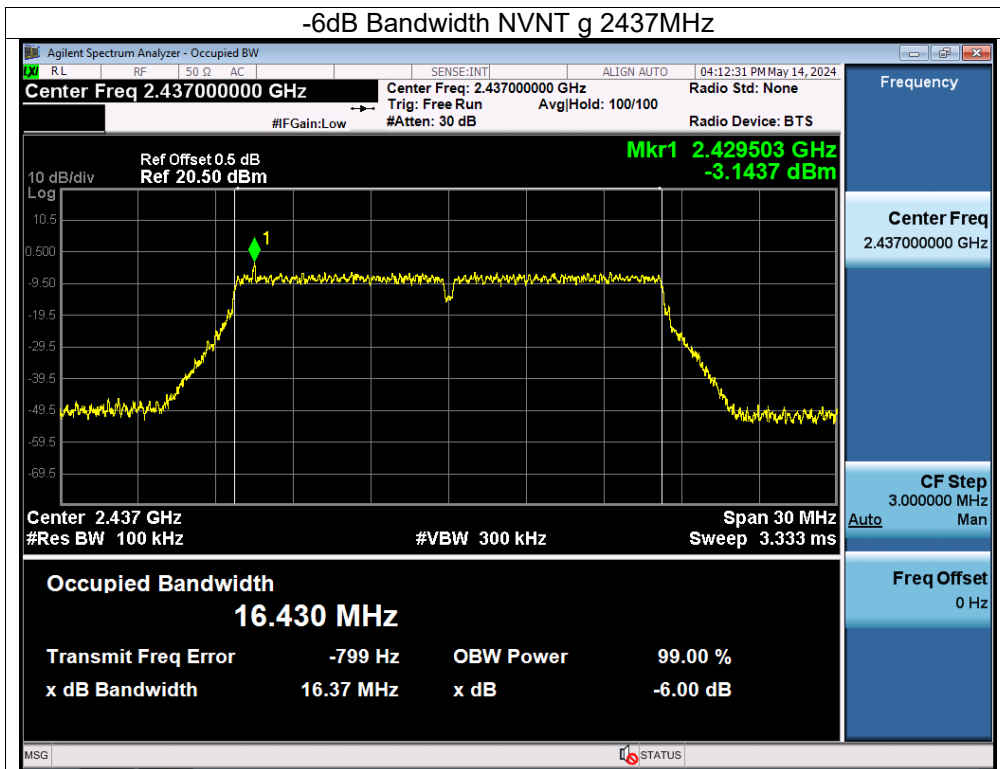 -6dB Bandwidth NVNT g 2437MHz
Agilent Spectrum Analyzer - Occupied BW
LXI RL RF 50 Ω AC SENSE:INT ALIGN AUTO 04:12:31 PM May 14, 2024
Center Freq 2.437000000 GHz
Center Freq: 2.437000000 GHz
Radio Std: None
Trig: Free Run Avg|Hold: 100/100
#IFGain:Low
#Atten: 30 dB
Radio Device: BTS
Frequency
Ref Offset 0.5 dB
Mkr1 2.429503 GHz
10 dB/div Ref 20.50 dBm
-3.1437 dBm
Log
10.5
0.500
-9.50
-19.5
-29.5
-39.5
-49.5
-59.5
-69.5
1
Center Freq
2.437000000 GHz
Center 2.437 GHz
Span 30 MHz
#Res BW 100 kHz
#VBW 300 kHz
Sweep 3.333 ms
CF Step
3.000000 MHz
Auto Man
Occupied Bandwidth
16.430 MHz
Transmit Freq Error -799 Hz OBW Power 99.00 %
x dB Bandwidth 16.37 MHz x dB -6.00 dB
Freq Offset
0 Hz
MSG
STATUS